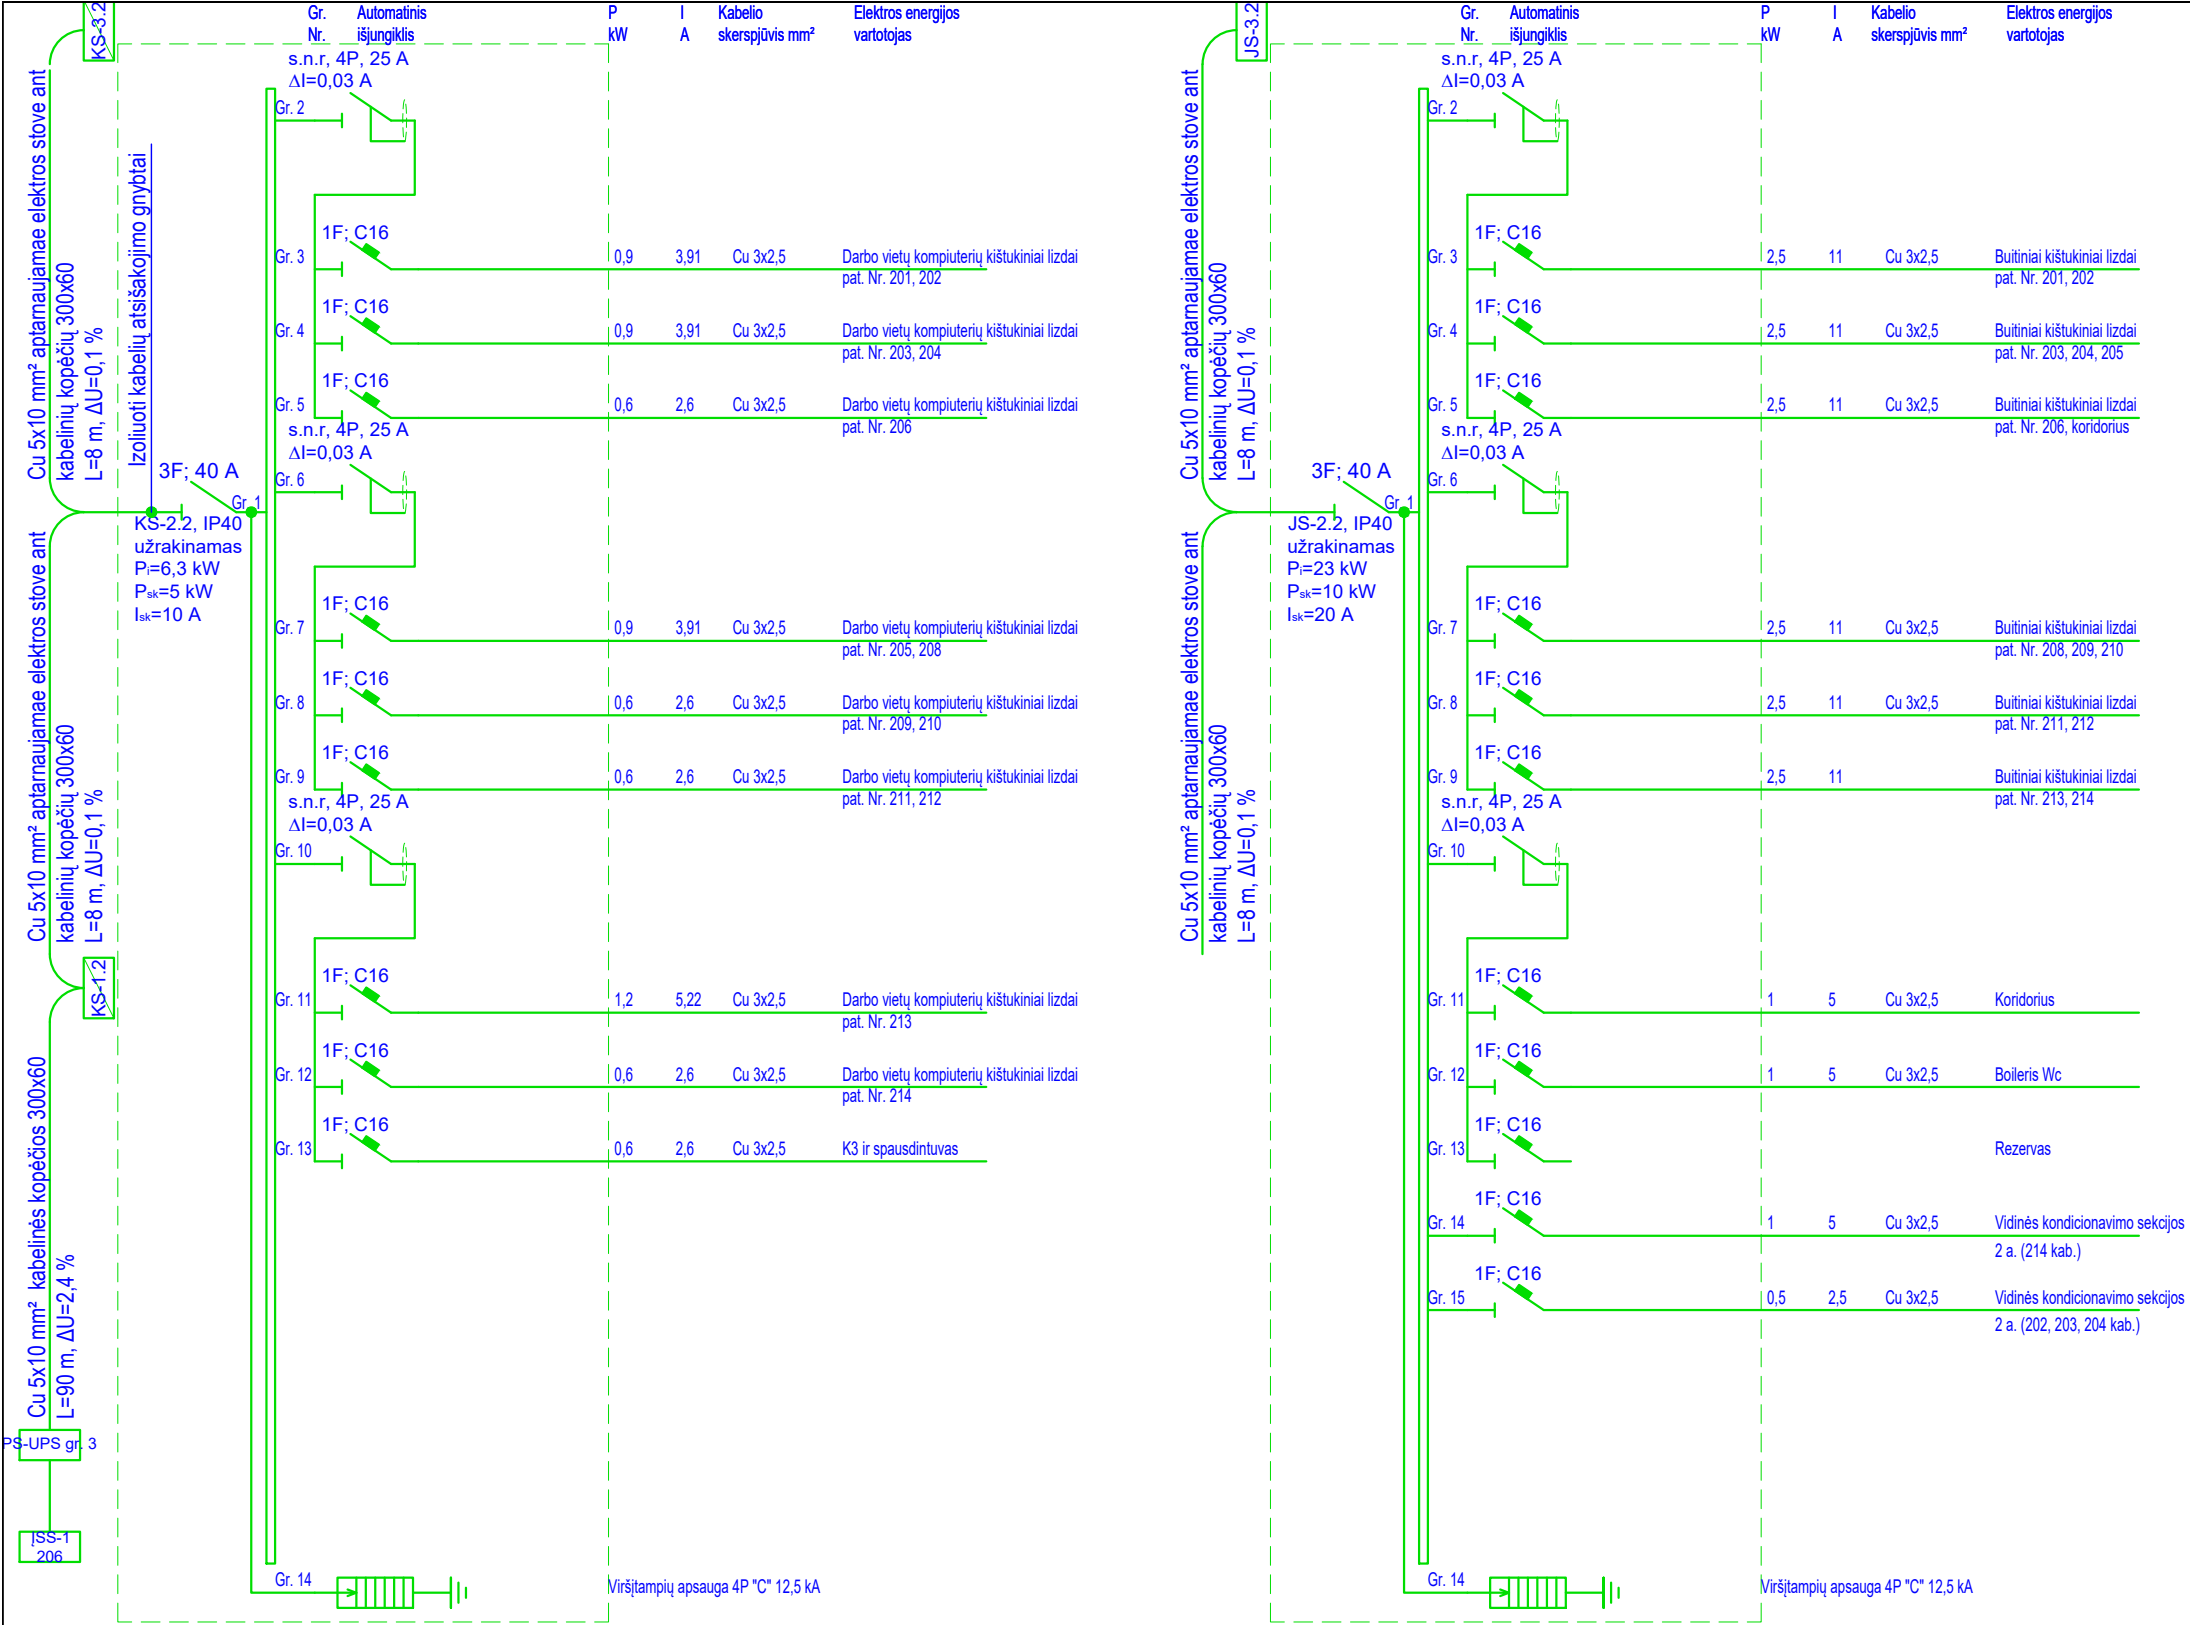 KS-3.2
Gr. Automatinis P I Kabelio Elektros energijos
Nr. išjungiklis kW A skerspjūvis mm² vartotojas
Cu 5x10 mm² aptarnaujamae elektros stove ant
kabelinių kopėčių 300x60
L=8 m, ΔU=0,1 %
Izoliuoti kabelių atsišakojimo gnybtai
Cu 5x10 mm² aptarnaujamae elektros stove ant
kabelinių kopėčių 300x60
L=8 m, ΔU=0,1 %
KS-1.2
Cu 5x10 mm² kabelinės kopėčios 300x60
L=90 m, ΔU=2,4 %
PS-UPS gr. 3
ĮSS-1
206
3F; 40 A
Gr. 1
KS-2.2, IP40
užrakinamas
Pi=6,3 kW
Psk=5 kW
Isk=10 A
s.n.r, 4P, 25 A
ΔI=0,03 A
Gr. 2
1F; C16
Gr. 3 0,9 3,91 Cu 3x2,5 Darbo vietų kompiuterių kištukiniai lizdai
pat. Nr. 201, 202
1F; C16
Gr. 4 0,9 3,91 Cu 3x2,5 Darbo vietų kompiuterių kištukiniai lizdai
pat. Nr. 203, 204
1F; C16
Gr. 5 0,6 2,6 Cu 3x2,5 Darbo vietų kompiuterių kištukiniai lizdai
pat. Nr. 206
s.n.r, 4P, 25 A
ΔI=0,03 A
Gr. 6
1F; C16
Gr. 7 0,9 3,91 Cu 3x2,5 Darbo vietų kompiuterių kištukiniai lizdai
pat. Nr. 205, 208
1F; C16
Gr. 8 0,6 2,6 Cu 3x2,5 Darbo vietų kompiuterių kištukiniai lizdai
pat. Nr. 209, 210
1F; C16
Gr. 9 0,6 2,6 Cu 3x2,5 Darbo vietų kompiuterių kištukiniai lizdai
pat. Nr. 211, 212
s.n.r, 4P, 25 A
ΔI=0,03 A
Gr. 10
1F; C16
Gr. 11 1,2 5,22 Cu 3x2,5 Darbo vietų kompiuterių kištukiniai lizdai
pat. Nr. 213
1F; C16
Gr. 12 0,6 2,6 Cu 3x2,5 Darbo vietų kompiuterių kištukiniai lizdai
pat. Nr. 214
1F; C16
Gr. 13 0,6 2,6 Cu 3x2,5 K3 ir spausdintuvas
Gr. 14 Viršįtampių apsauga 4P "C" 12,5 kA
JS-3.2
Gr. Automatinis P I Kabelio Elektros energijos
Nr. išjungiklis kW A skerspjūvis mm² vartotojas
Cu 5x10 mm² aptarnaujamae elektros stove ant
kabelinių kopėčių 300x60
L=8 m, ΔU=0,1 %
Cu 5x10 mm² aptarnaujamae elektros stove ant
kabelinių kopėčių 300x60
L=8 m, ΔU=0,1 %
3F; 40 A
Gr. 1
JS-2.2, IP40
užrakinamas
Pi=23 kW
Psk=10 kW
Isk=20 A
s.n.r, 4P, 25 A
ΔI=0,03 A
Gr. 2
1F; C16
Gr. 3 2,5 11 Cu 3x2,5 Buitiniai kištukiniai lizdai
pat. Nr. 201, 202
1F; C16
Gr. 4 2,5 11 Cu 3x2,5 Buitiniai kištukiniai lizdai
pat. Nr. 203, 204, 205
1F; C16
Gr. 5 2,5 11 Cu 3x2,5 Buitiniai kištukiniai lizdai
pat. Nr. 206, koridorius
s.n.r, 4P, 25 A
ΔI=0,03 A
Gr. 6
1F; C16
Gr. 7 2,5 11 Cu 3x2,5 Buitiniai kištukiniai lizdai
pat. Nr. 208, 209, 210
1F; C16
Gr. 8 2,5 11 Cu 3x2,5 Buitiniai kištukiniai lizdai
pat. Nr. 211, 212
1F; C16
Gr. 9 2,5 11 Buitiniai kištukiniai lizdai
pat. Nr. 213, 214
s.n.r, 4P, 25 A
ΔI=0,03 A
Gr. 10
1F; C16
Gr. 11 1 5 Cu 3x2,5 Koridorius
1F; C16
Gr. 12 1 5 Cu 3x2,5 Boileris Wc
1F; C16
Gr. 13 Rezervas
1F; C16
Gr. 14 1 5 Cu 3x2,5 Vidinės kondicionavimo sekcijos
2 a. (214 kab.)
1F; C16
Gr. 15 0,5 2,5 Cu 3x2,5 Vidinės kondicionavimo sekcijos
2 a. (202, 203, 204 kab.)
Gr. 14 Viršįtampių apsauga 4P "C" 12,5 kA